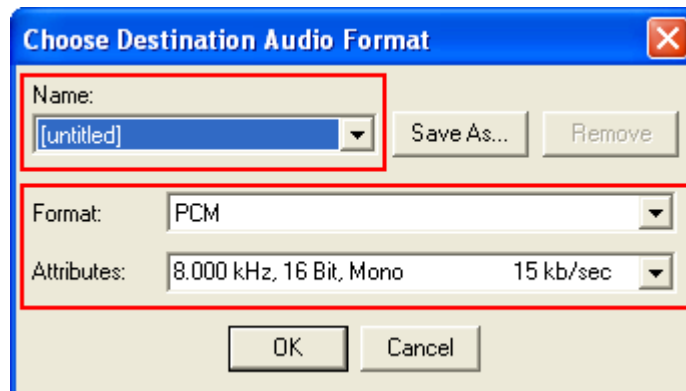 Choose Destination Audio Format
Name:
[untitled]
Save As...
Remove
Format:
PCM
Attributes:
8.000 kHz, 16 Bit, Mono 15 kb/sec
OK
Cancel